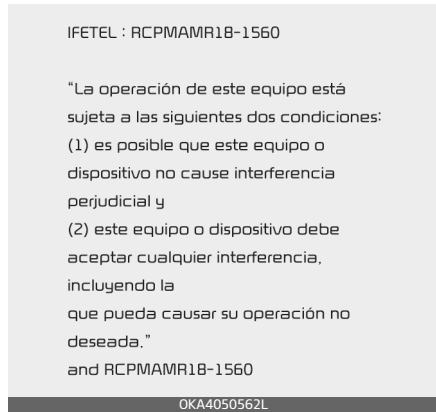 IFETEL : RCPMAMR18-1560
“La operación de este equipo está
sujeta a las siguientes dos condiciones:
(1) es posible que este equipo o
dispositivo no cause interferencia
perjudicial y
(2) este equipo o dispositivo debe
aceptar cualquier interferencia,
incluyendo la
que pueda causar su operación no
deseada.”
and RCPMAMR18-1560
OKA4050562L